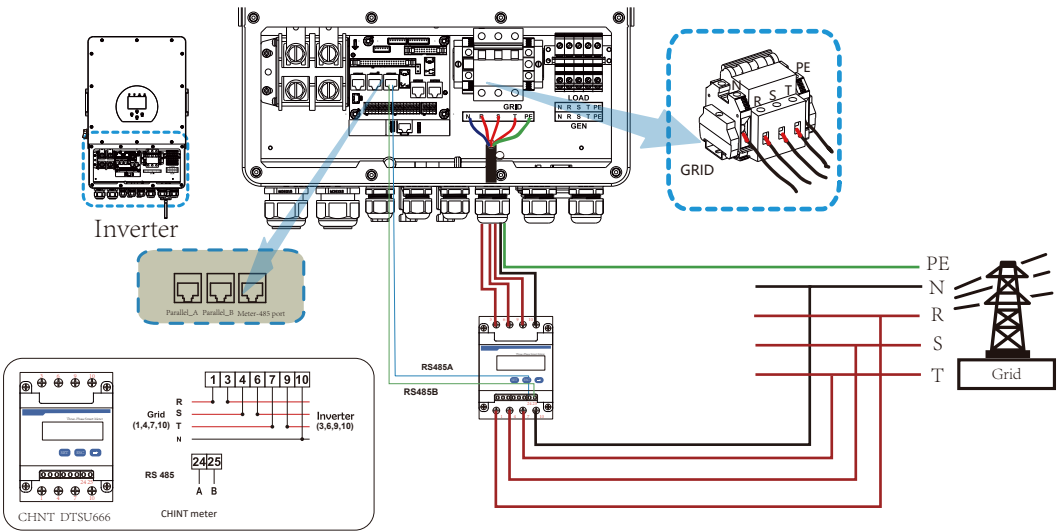 LOAD
N R S T PE
GEN
GRID
N R S T PE
PE
N
R S T
GRID
Inverter
Parallel_A Parallel_B Meter-485 port
PE
N
R
S
T
Grid
RS485A
RS485B
1 3 4 6 7 9 10
R
S
T
N
Grid
(1,4,7,10)
Inverter
(3,6,9,10)
24 25
RS 485
A B
24 25
CHNT DTSU666
CHINT meter